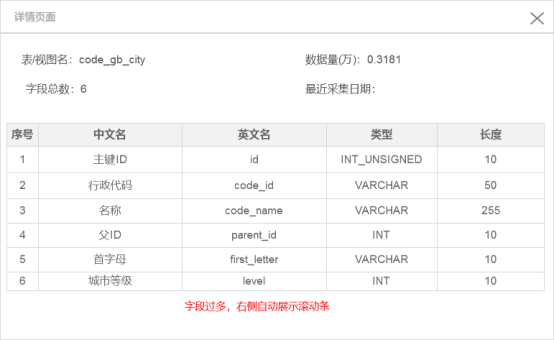 详情页面
表/视图名：code_gb_city 数据量(万)：0.3181
字段总数：6 最近采集日期：
序号 中文名 英文名 类型 长度
1 主键ID id INT_UNSIGNED 10
2 行政代码 code_id VARCHAR 50
3 名称 code_name VARCHAR 255
4 父ID parent_id INT 10
5 首字母 first_letter VARCHAR 10
6 城市等级 level INT 10
字段过多，右侧自动展示滚动条